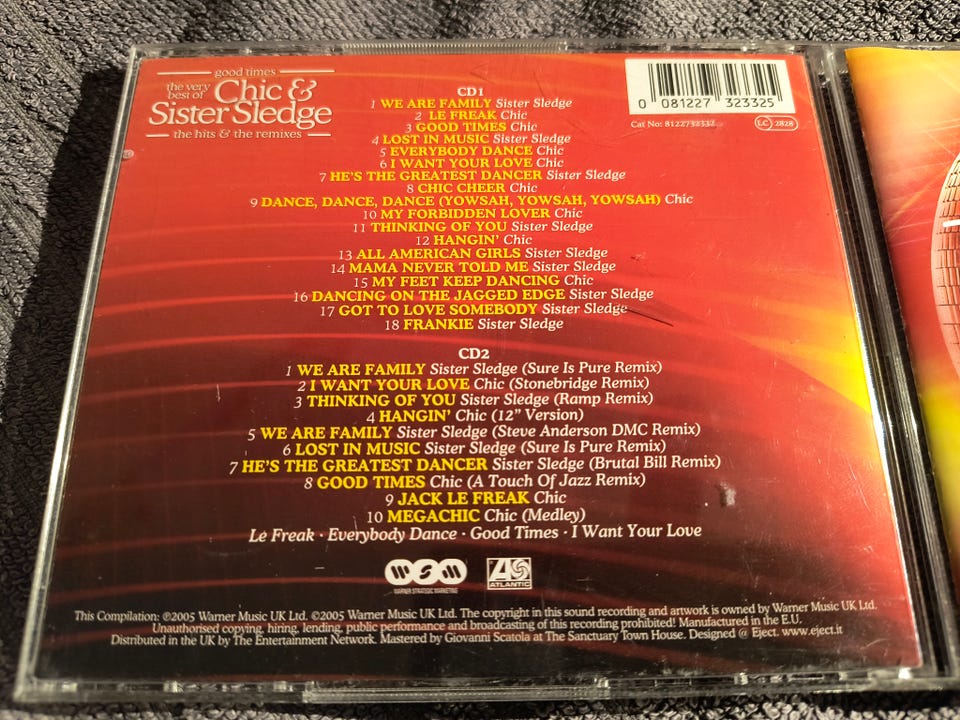 good times
the very
best of
Chic &
Sister Sledge
the hits & the remixes
0 081227 323325
Cat No: 8122732332
LC 2828
CD1
1 WE ARE FAMILY Sister Sledge
2 LE FREAK Chic
3 GOOD TIMES Chic
4 LOST IN MUSIC Sister Sledge
5 EVERYBODY DANCE Chic
6 I WANT YOUR LOVE Chic
7 HE'S THE GREATEST DANCER Sister Sledge
8 CHIC CHEER Chic
9 DANCE, DANCE, DANCE (YOWSAH, YOWSAH, YOWSAH) Chic
10 MY FORBIDDEN LOVER Chic
11 THINKING OF YOU Sister Sledge
12 HANGIN' Chic
13 ALL AMERICAN GIRLS Sister Sledge
14 MAMA NEVER TOLD ME Sister Sledge
15 MY FEET KEEP DANCING Chic
16 DANCING ON THE JAGGED EDGE Sister Sledge
17 GOT TO LOVE SOMEBODY Sister Sledge
18 FRANKIE Sister Sledge
CD2
1 WE ARE FAMILY Sister Sledge (Sure Is Pure Remix)
2 I WANT YOUR LOVE Chic (Stonebridge Remix)
3 THINKING OF YOU Sister Sledge (Ramp Remix)
4 HANGIN' Chic (12" Version)
5 WE ARE FAMILY Sister Sledge (Steve Anderson DMC Remix)
6 LOST IN MUSIC Sister Sledge (Sure Is Pure Remix)
7 HE'S THE GREATEST DANCER Sister Sledge (Brutal Bill Remix)
8 GOOD TIMES Chic (A Touch Of Jazz Remix)
9 JACK LE FREAK Chic
10 MEGACHIC Chic (Medley)
Le Freak · Everybody Dance · Good Times · I Want Your Love
WSM
WARNER STRATEGIC MARKETING
ATLANTIC
This Compilation: ℗2005 Warner Music UK Ltd. ©2005 Warner Music UK Ltd. The copyright in this sound recording and artwork is owned by Warner Music UK Ltd.
Unauthorised copying, hiring, lending, public performance and broadcasting of this recording prohibited! Manufactured in the E.U.
Distributed in the UK by The Entertainment Network. Mastered by Giovanni Scatola at The Sanctuary Town House. Designed @ Eject. www.eject.it